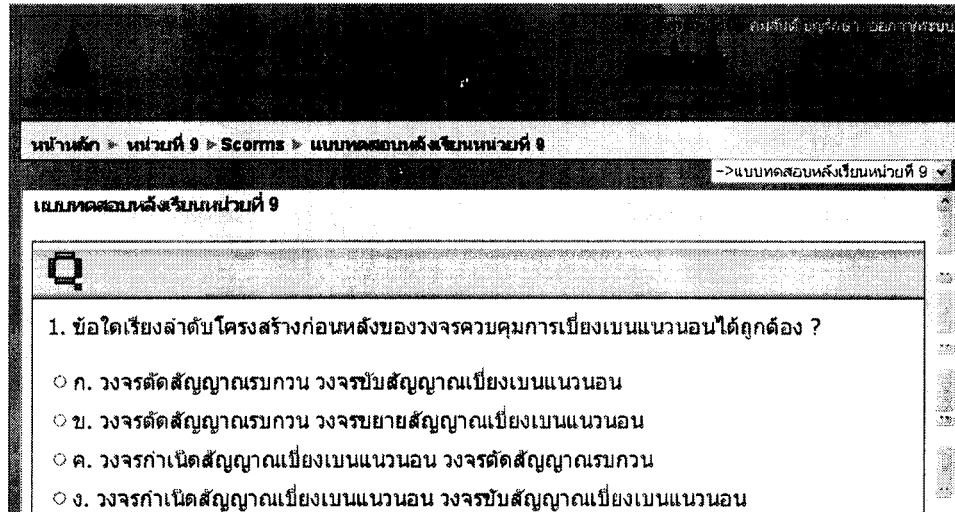 หน้าหลัก ► หน่วยที่ 9 ► Scorms ► แบบทดสอบหลังเรียนหน่วยที่ 9
->แบบทดสอบหลังเรียนหน่วยที่ 9
แบบทดสอบหลังเรียนหน่วยที่ 9
Q
1. ข้อใดเรียงลำดับโครงสร้างก่อนหลังของวงจรควบคุมการเบี่ยงเบนแนวนอนได้ถูกต้อง ?
ก. วงจรตัดสัญญาณรบกวน วงจรขับสัญญาณเบี่ยงเบนแนวนอน
ข. วงจรตัดสัญญาณรบกวน วงจรขยายสัญญาณเบี่ยงเบนแนวนอน
ค. วงจรกำเนิดสัญญาณเบี่ยงเบนแนวนอน วงจรตัดสัญญาณรบกวน
ง. วงจรกำเนิดสัญญาณเบี่ยงเบนแนวนอน วงจรขับสัญญาณเบี่ยงเบนแนวนอน